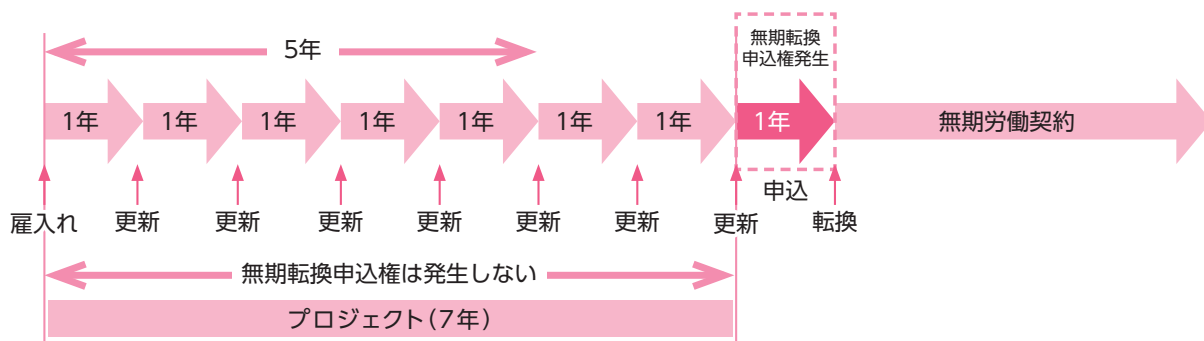 5年
無期転換
申込権発生
1年
1年
1年
1年
1年
1年
1年
1年
無期労働契約
申込
雇入れ
更新
更新
更新
更新
更新
更新
更新
転換
無期転換申込権は発生しない
プロジェクト（7年）